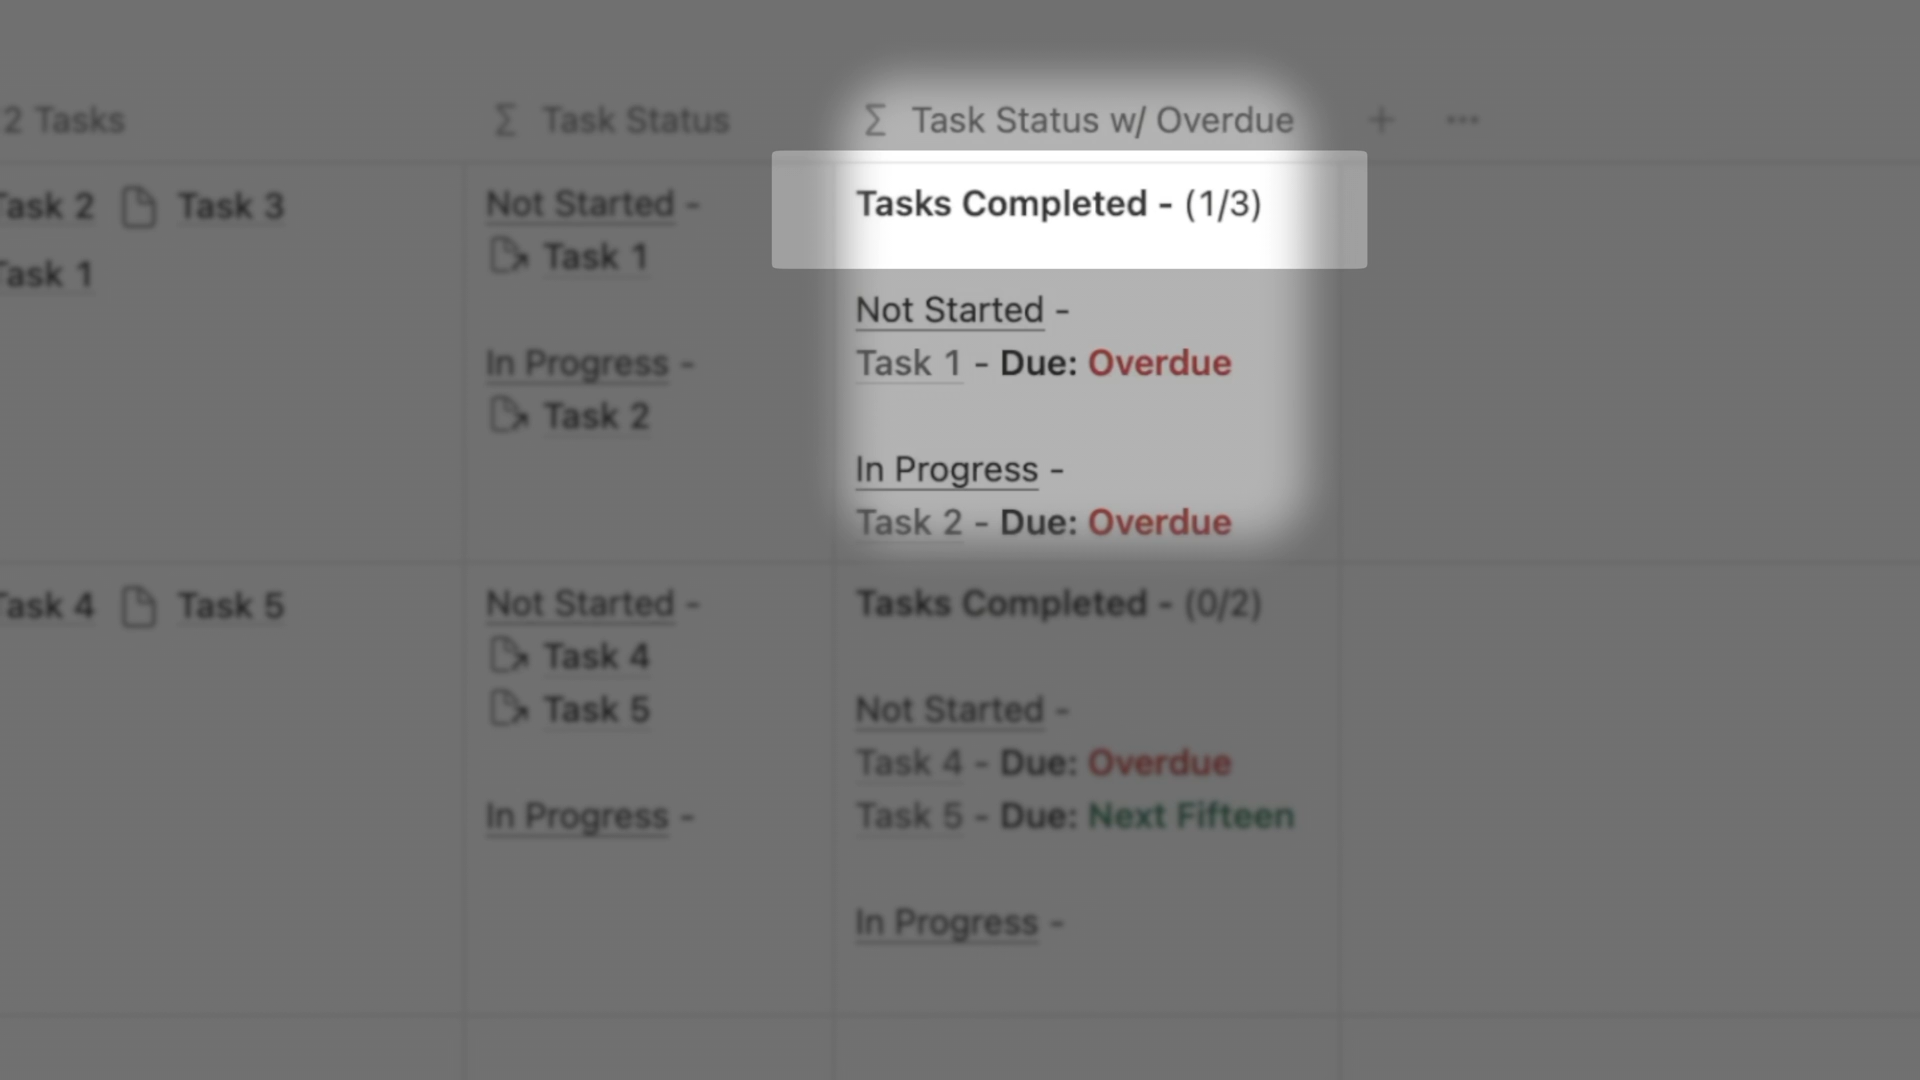 2 Tasks
Task 2 Task 3
Task 1
Task 4 Task 5
Σ Task Status
Not Started -
Task 1
In Progress -
Task 2
Not Started -
Task 4
Task 5
In Progress -
Σ Task Status w/ Overdue + ···
Tasks Completed - (1/3)
Not Started -
Task 1 - Due: Overdue
In Progress -
Task 2 - Due: Overdue
Tasks Completed - (0/2)
Not Started -
Task 4 - Due: Overdue
Task 5 - Due: Next Fifteen
In Progress -